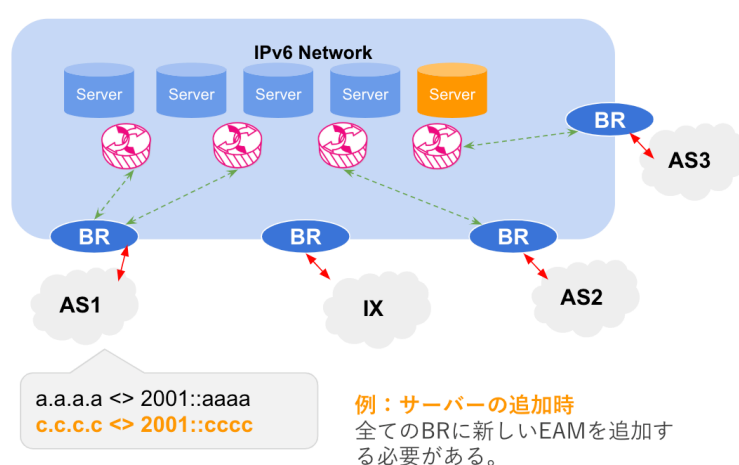 IPv6 Network
Server
Server
Server
Server
Server
BR
AS3
BR
BR
BR
AS1
IX
AS2
a.a.a.a <> 2001::aaaa
c.c.c.c <> 2001::cccc
例：サーバーの追加時
全てのBRに新しいEAMを追加す
る必要がある。